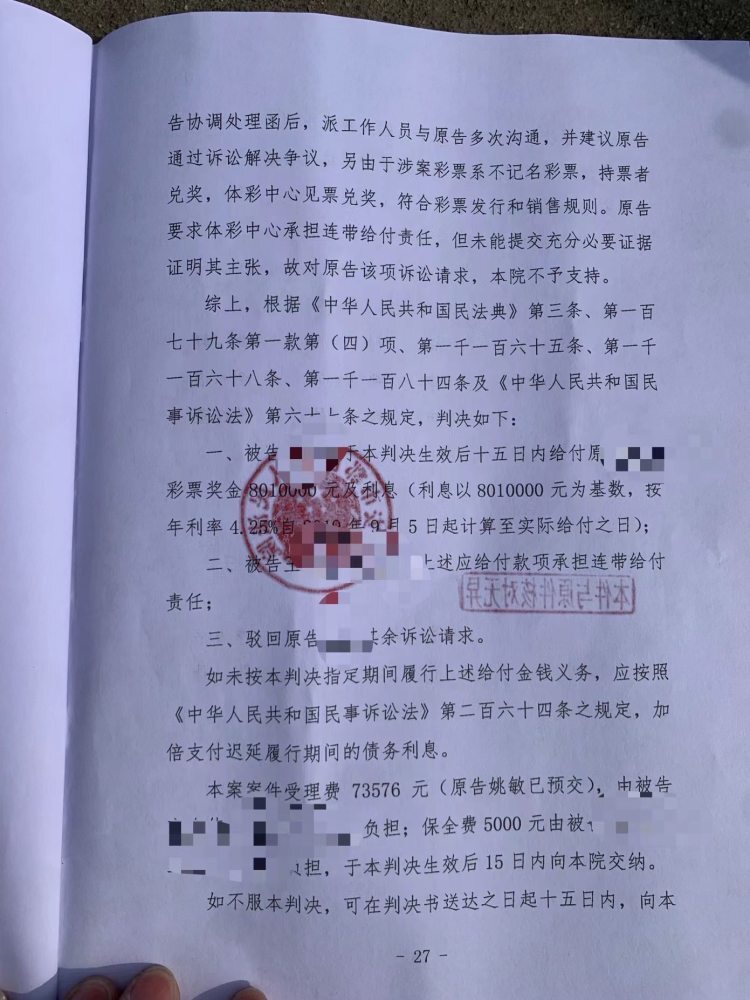 告协调处理函后，派工作人员与原告多次沟通，并建议原告
通过诉讼解决争议，另由于涉案彩票系不记名彩票，持票者
兑奖，体彩中心见票兑奖，符合彩票发行和销售规则。原告
要求体彩中心承担连带给付责任，但未能提交充分必要证据
证明其主张，故对原告该项诉讼请求，本院不予支持。
综上，根据《中华人民共和国民法典》第三条、第一百
七十九条第一款第（四）项、第一千一百六十五条、第一千
一百六十八条、第一千一百八十四条及《中华人民共和国民
事诉讼法》第六十七条之规定，判决如下：
一、被告 于本判决生效后十五日内给付原
彩票奖金8010000元及利息（利息以8010000元为基数，按
年利率4.25%自2019年9月5日起计算至实际给付之日）；
二、被告王 上述应给付款项承担连带给付
责任；
本件与原件核对无异
三、驳回原告 其余诉讼请求。
如未按本判决指定期间履行上述给付金钱义务，应按照
《中华人民共和国民事诉讼法》第二百六十四条之规定，加
倍支付迟延履行期间的债务利息。
本案案件受理费 73576 元（原告姚敏已预交），由被告
负担；保全费5000元由被
负担，于本判决生效后15日内向本院交纳。
如不服本判决，可在判决书送达之日起十五日内，向本
- 27 -